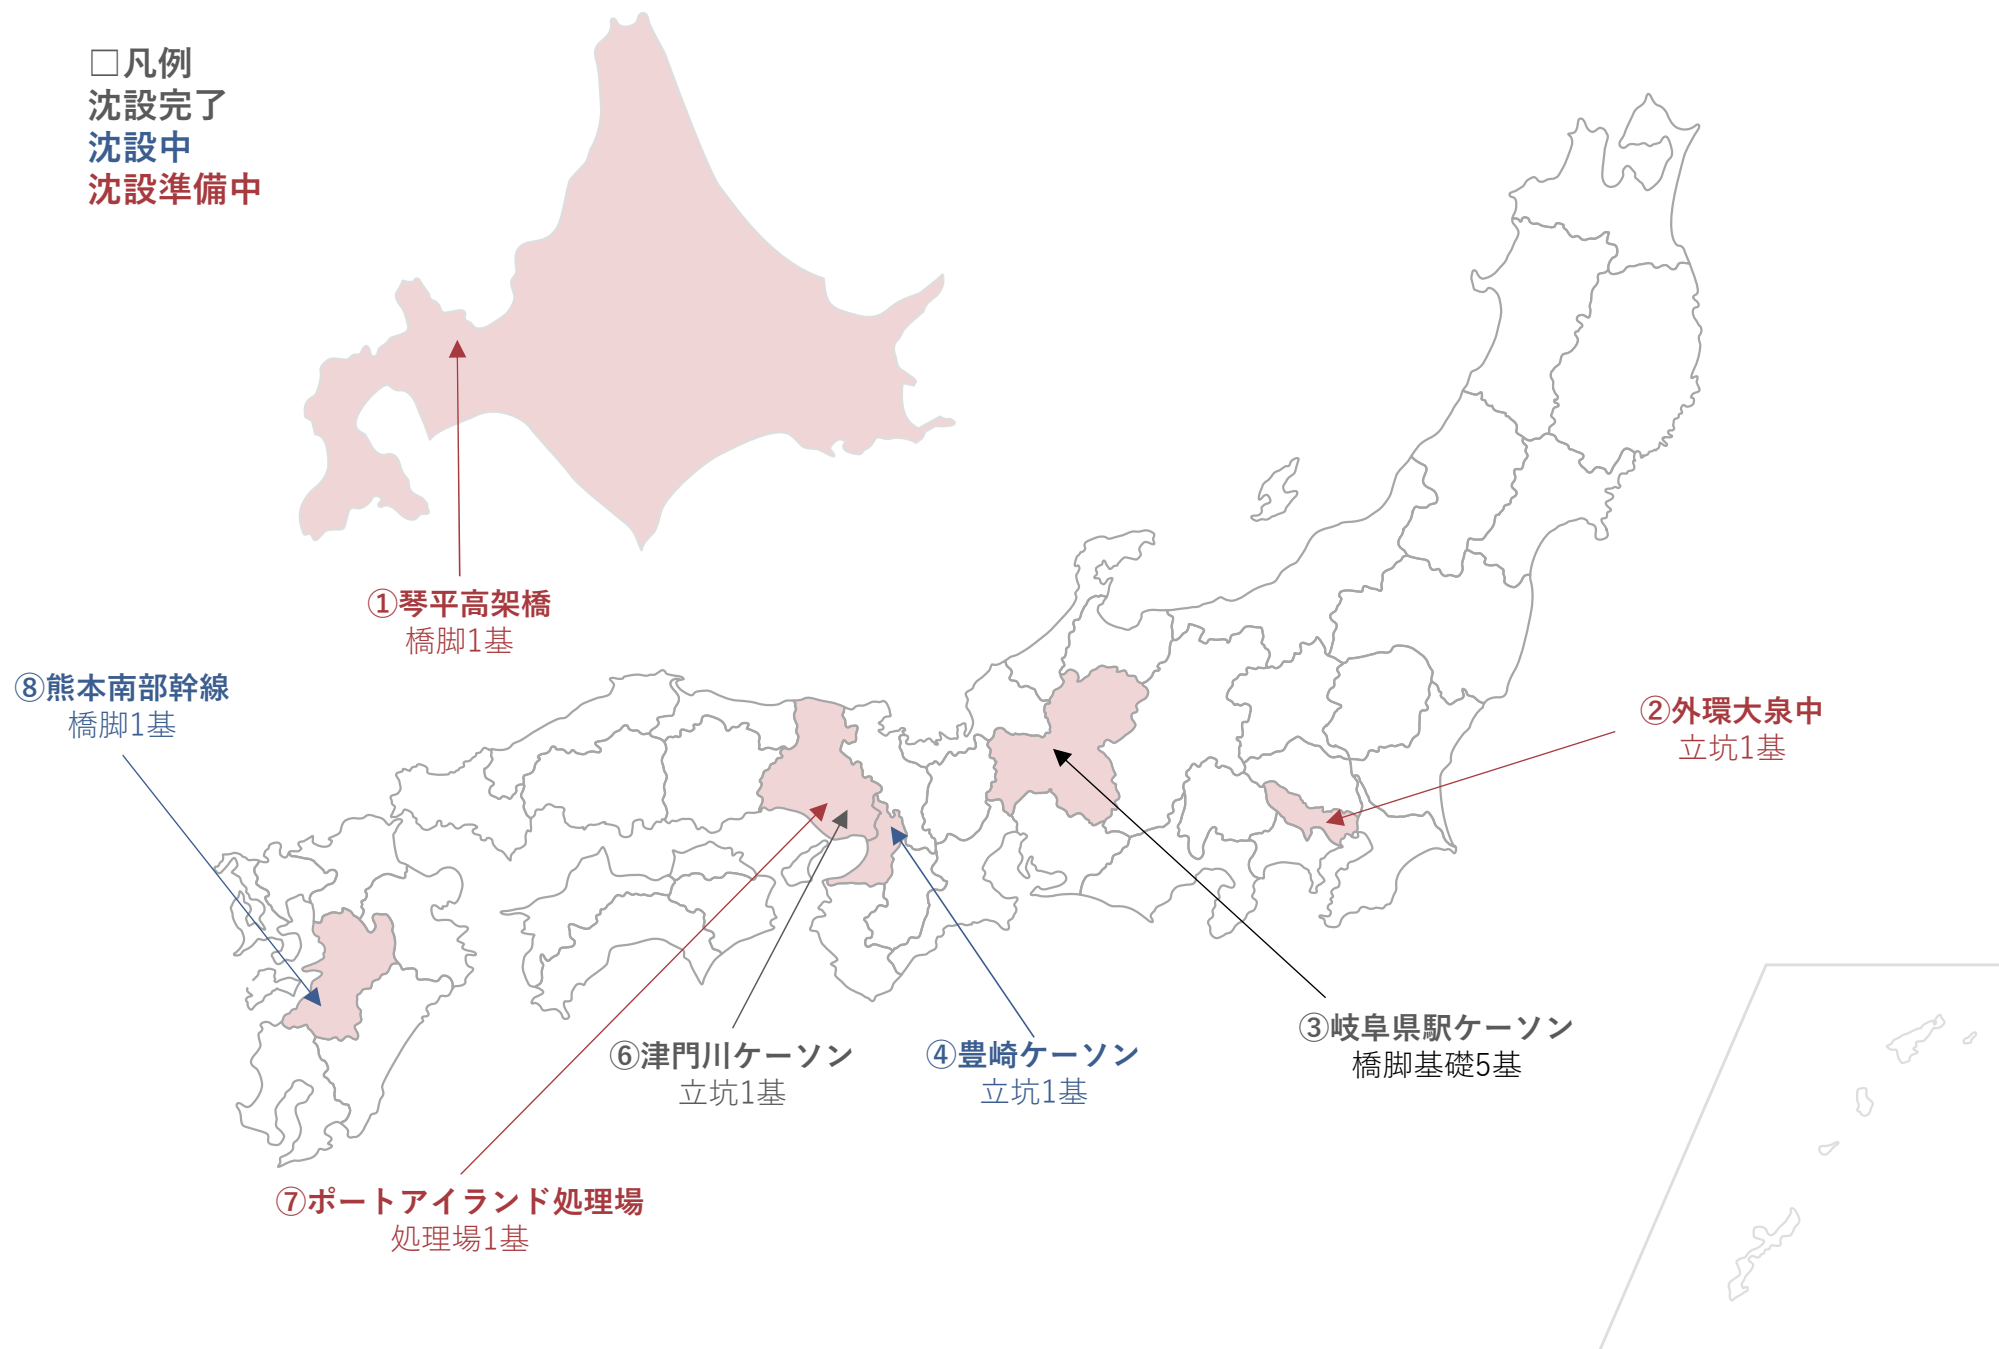 □凡例
沈設完了
沈設中
沈設準備中
①琴平高架橋
橋脚1基
⑧熊本南部幹線
橋脚1基
②外環大泉中
立坑1基
③岐阜県駅ケーソン
橋脚基礎5基
⑥津門川ケーソン
立坑1基
④豊崎ケーソン
立坑1基
⑦ポートアイランド処理場
処理場1基